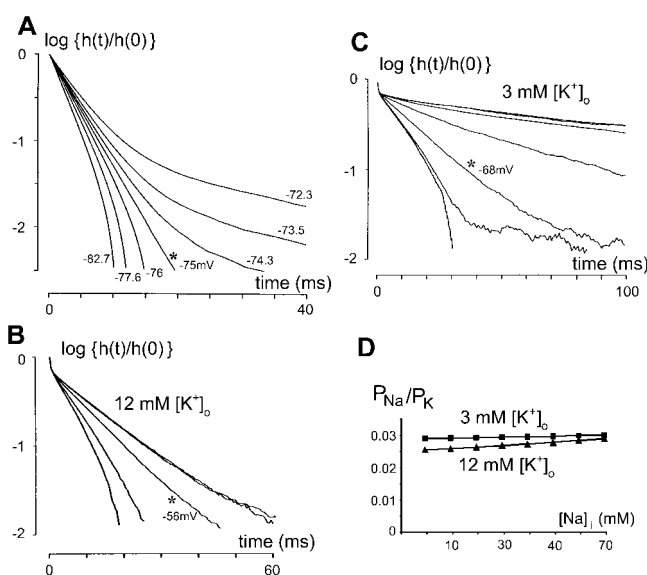 A
log {h(t)/h(0)}
0
-1
-2
-72.3
-73.5
-74.3
* -75mV
-76
-77.6
-82.7
time (ms)
0
40
B
log {h(t)/h(0)}
0
12 mM [K+]o
-1
* -56mV
-2
time (ms)
0
60
C
log {h(t)/h(0)}
0
3 mM [K+]o
-1
* -68mV
-2
time (ms)
0
100
D
PNa/PK
3 mM [K+]o
0.03
12 mM [K+]o
0.02
0.01
0
[Na]i (mM)
10 20 30 30 40 50 70